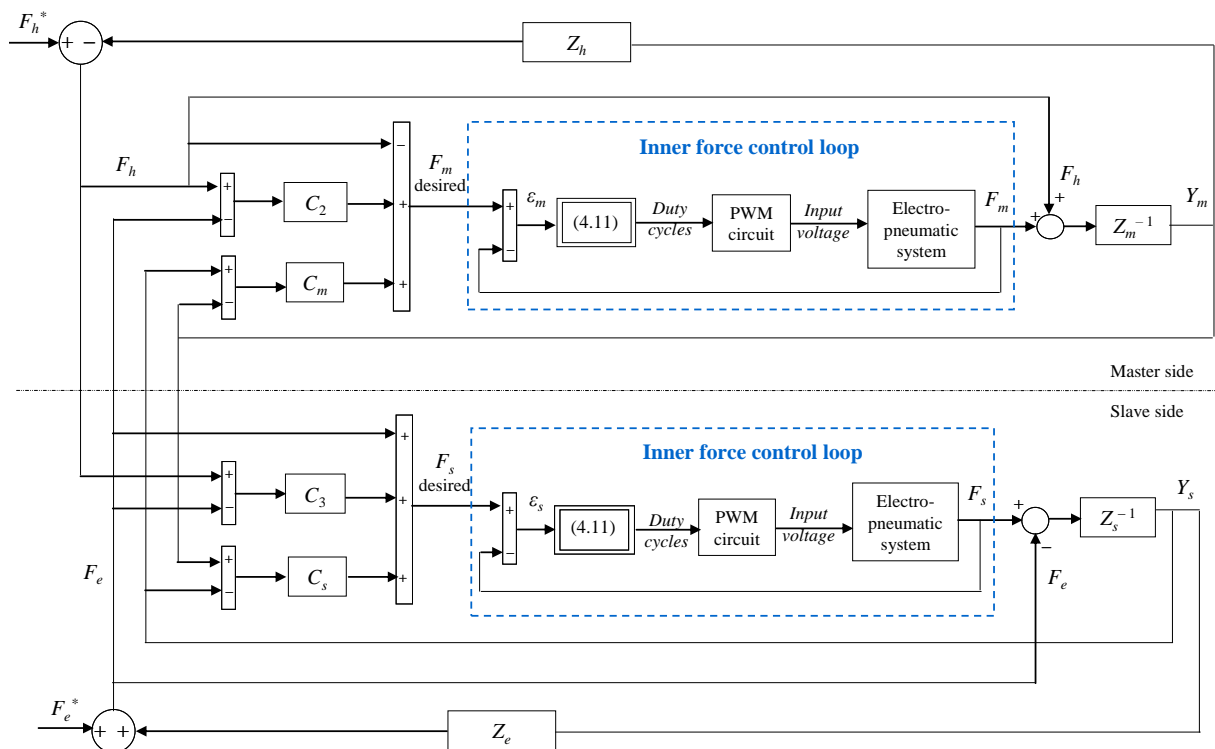 F_h*
+ −
Z_h
Inner force control loop
−
F_m
desired
F_h
F_h
+
−
C_2
+
+
−
ε_m
(4.11)
Duty
cycles
PWM
circuit
Input
voltage
Electro-
pneumatic
system
F_m
+
+
Z_m^{−1}
Y_m
+
−
C_m
+
Master side
Slave side
Inner force control loop
+
F_s
desired
+
−
C_3
+
+
−
ε_s
(4.11)
Duty
cycles
PWM
circuit
Input
voltage
Electro-
pneumatic
system
F_s
+
−
Z_s^{−1}
Y_s
F_e
F_e
+
−
C_s
+
F_e*
+ +
Z_e